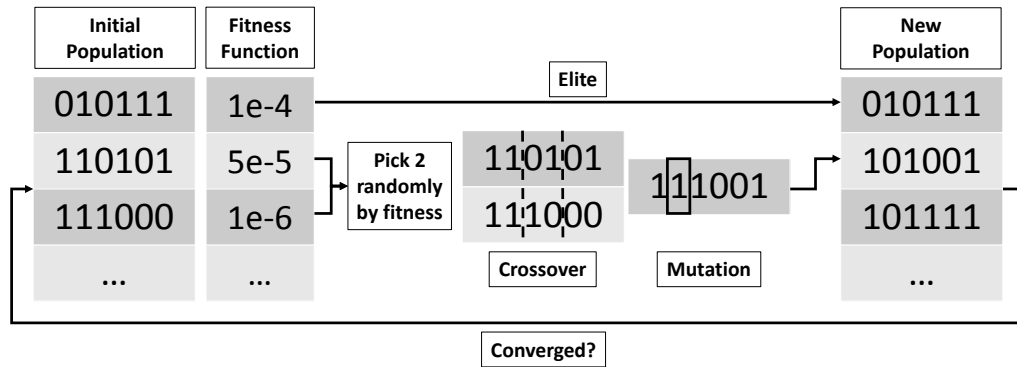 Initial
Population
Fitness
Function
New
Population
Elite
010111
1e-4
010111
110101
5e-5
Pick 2
randomly
by fitness
110101
111001
101001
111000
1e-6
111000
101111
...
...
Crossover
Mutation
...
Converged?